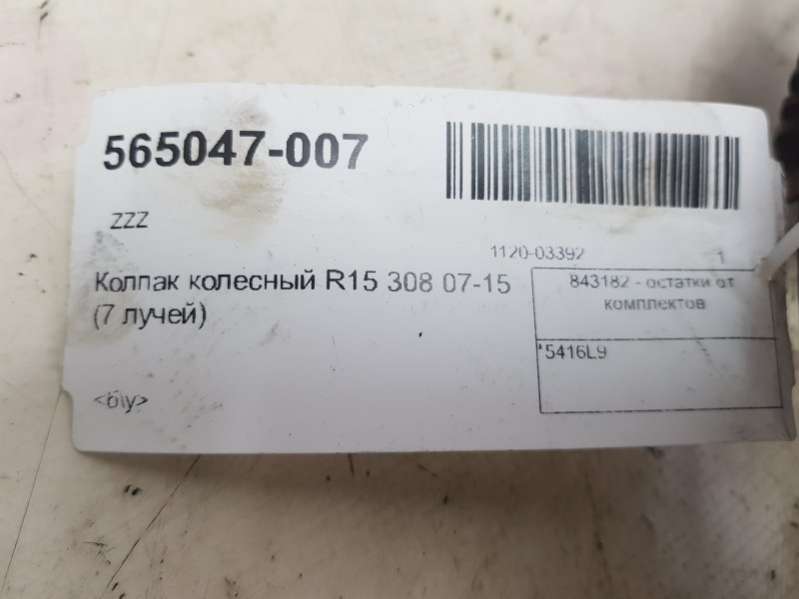 565047-007
ZZZ
1120-03392 1
Колпак колесный R15 308 07-15
(7 лучей)
843182 - остатки от
комплектов
*5416L9
<б/у>